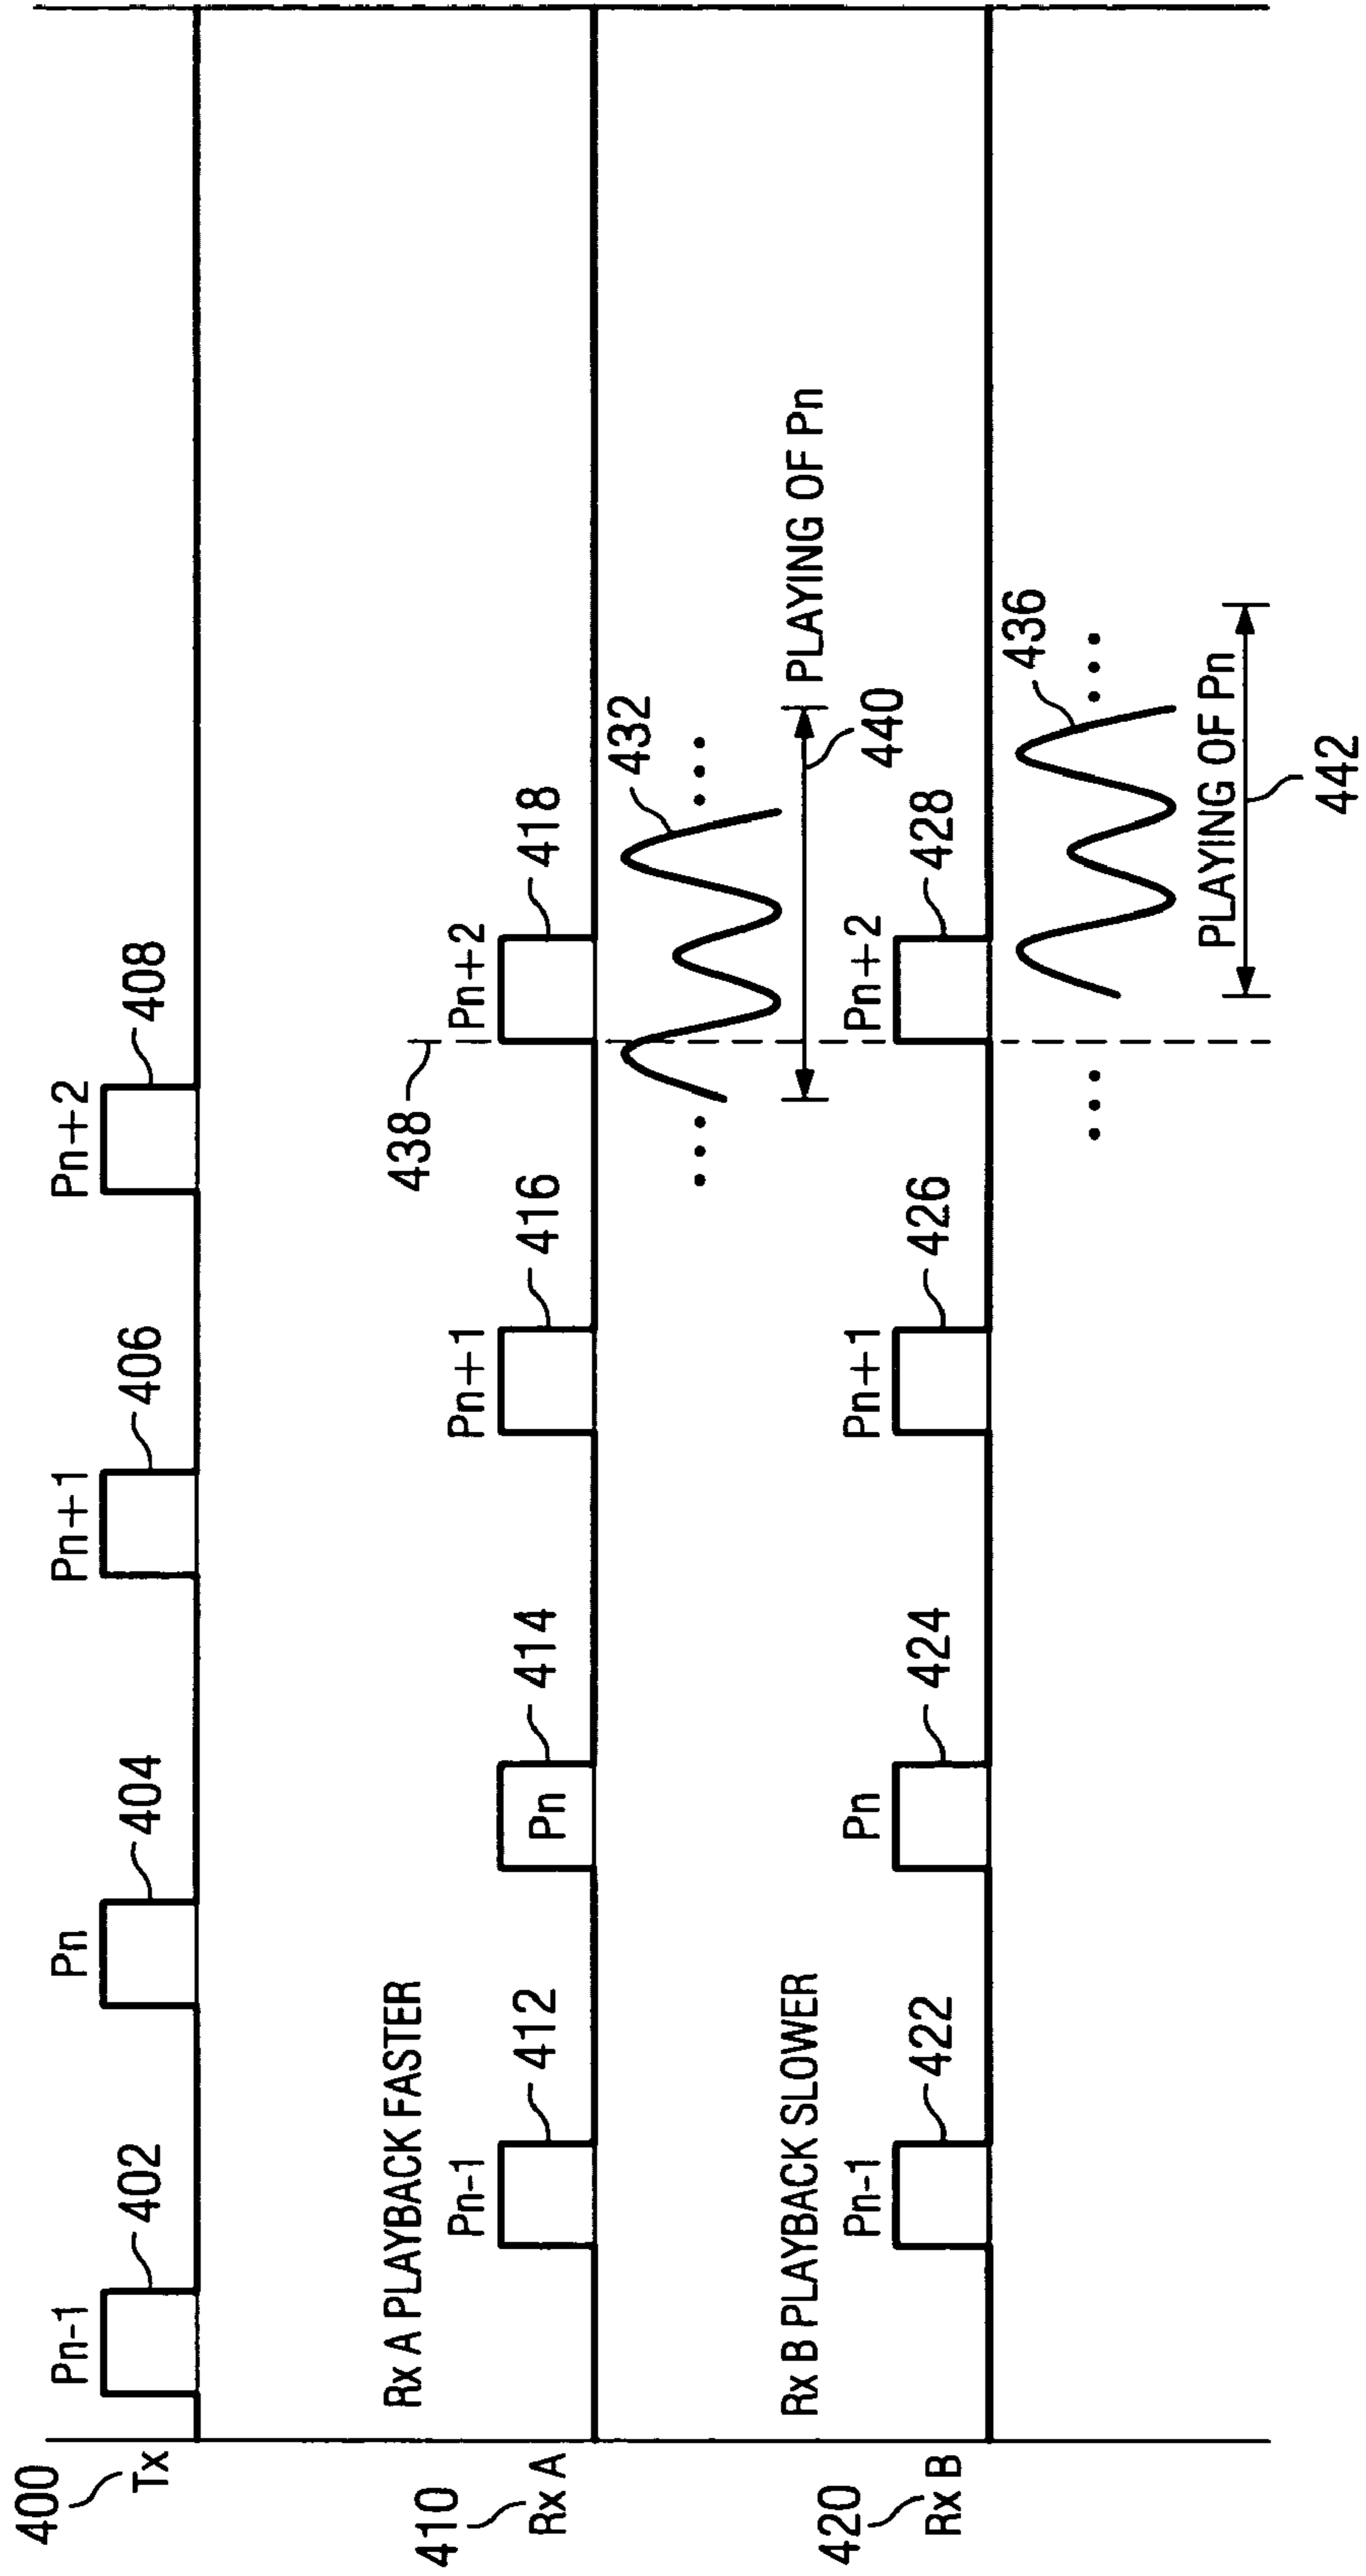 400
Tx
Pn-1
402
Pn
404
Pn+1
406
Pn+2
408
Rx A PLAYBACK FASTER
410
Rx A
Pn-1
412
Pn
414
Pn+1
416
438
Pn+2
418
432
PLAYING OF Pn
440
Rx B PLAYBACK SLOWER
420
Rx B
Pn-1
422
Pn
424
Pn+1
426
Pn+2
428
436
PLAYING OF Pn
442